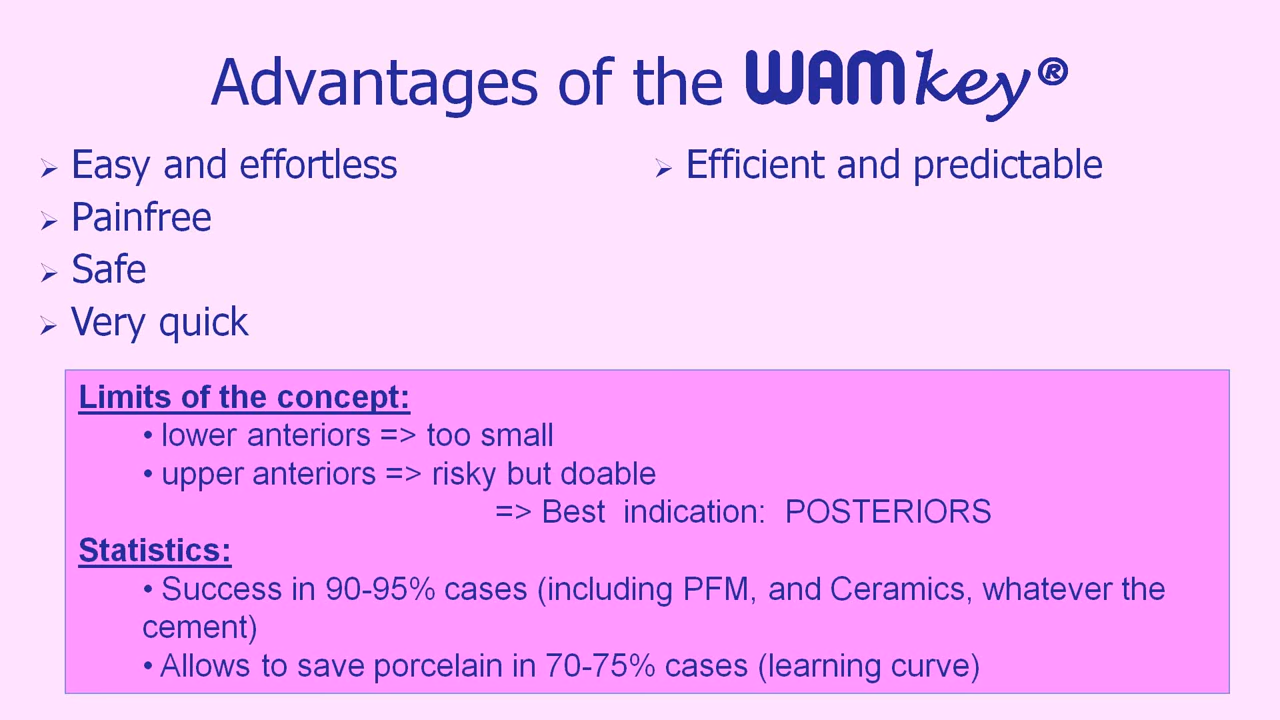 Advantages of the WAMkey®
➢ Easy and effortless
➢ Painfree
➢ Safe
➢ Very quick
➢ Efficient and predictable
Limits of the concept:
• lower anteriors => too small
• upper anteriors => risky but doable
=> Best indication: POSTERIORS
Statistics:
• Success in 90-95% cases (including PFM, and Ceramics, whatever the
cement)
• Allows to save porcelain in 70-75% cases (learning curve)